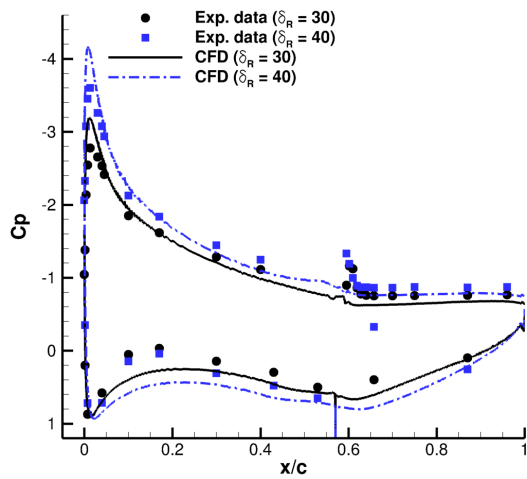 Exp. data (δR = 30)
Exp. data (δR = 40)
CFD (δR = 30)
CFD (δR = 40)
-4
-3
-2
-1
0
1
Cp
0 0.2 0.4 0.6 0.8 1
x/c